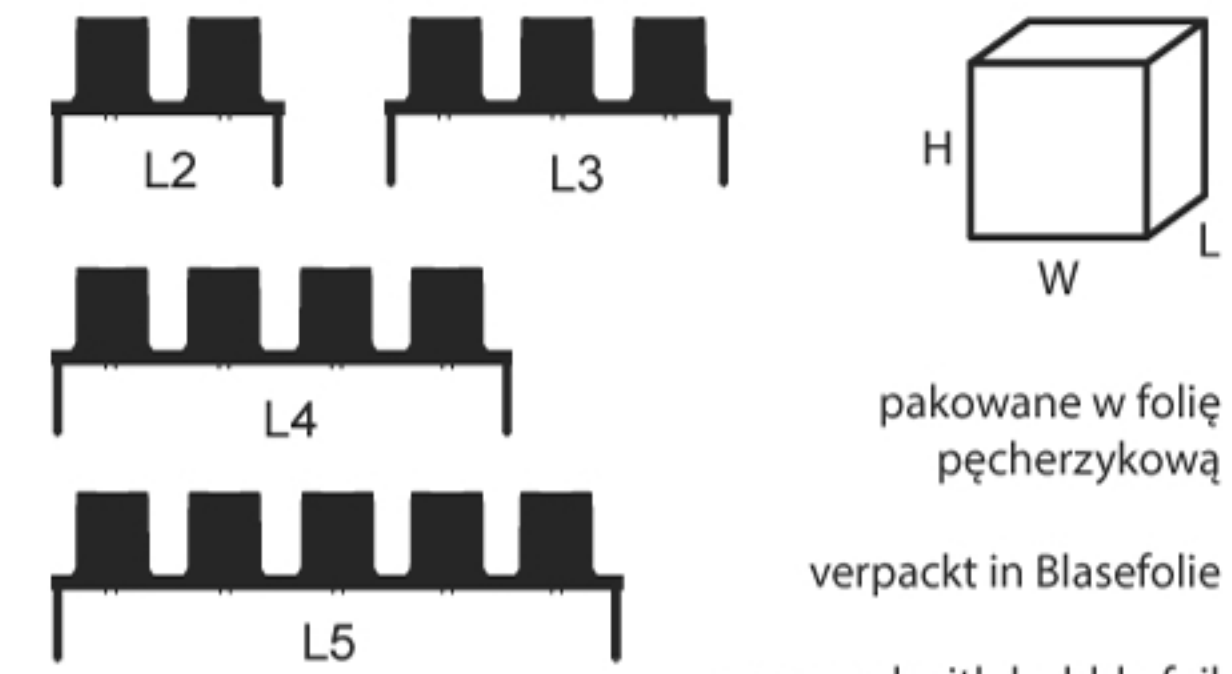 L2
L3
H
L
W
L4
pakowane w folię
pęcherzykową
verpackt in Blasefolie
L5